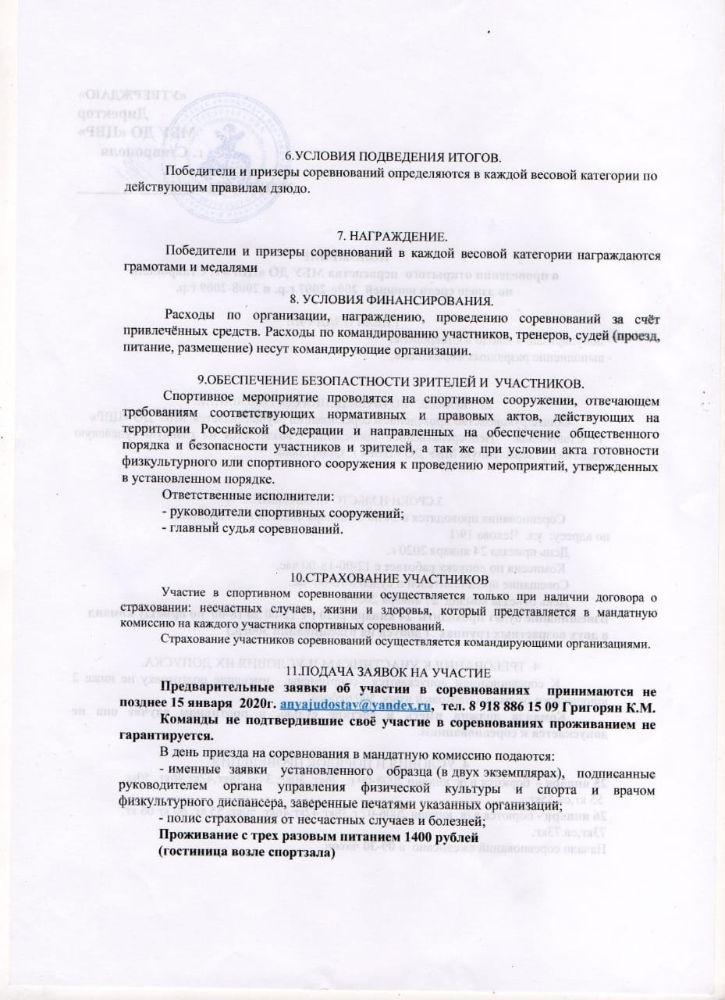 6.УСЛОВИЯ ПОДВЕДЕНИЯ ИТОГОВ.
Победители и призеры соревнований определяются в каждой весовой категории по
действующим правилам дзюдо.
7. НАГРАЖДЕНИЕ.
Победители и призеры соревнований в каждой весовой категории награждаются
грамотами и медалями
8. УСЛОВИЯ ФИНАНСИРОВАНИЯ.
Расходы по организации, награждению, проведению соревнований за счёт
привлечённых средств. Расходы по командированию участников, тренеров, судей (проезд,
питание, размещение) несут командирующие организации.
9.ОБЕСПЕЧЕНИЕ БЕЗОПАСТНОСТИ ЗРИТЕЛЕЙ И УЧАСТНИКОВ.
Спортивное мероприятие проводятся на спортивном сооружении, отвечающем
требованиям соответствующих нормативных и правовых актов, действующих на
территории Российской Федерации и направленных на обеспечение общественного
порядка и безопасности участников и зрителей, а так же при условии акта готовности
физкультурного или спортивного сооружения к проведению мероприятий, утвержденных
в установленном порядке.
Ответственные исполнители:
- руководители спортивных сооружений;
- главный судья соревнований.
10.СТРАХОВАНИЕ УЧАСТНИКОВ
Участие в спортивном соревновании осуществляется только при наличии договора о
страховании: несчастных случаев, жизни и здоровья, который представляется в мандатную
комиссию на каждого участника спортивных соревнований.
Страхование участников соревнований осуществляется командирующими организациями.
11.ПОДАЧА ЗАЯВОК НА УЧАСТИЕ
Предварительные заявки об участии в соревнованиях принимаются не
позднее 15 января 2020г. anyajudostav@yandex.ru, тел. 8 918 886 15 09 Григорян К.М.
Команды не подтвердившие своё участие в соревнованиях проживанием не
гарантируется.
В день приезда на соревнования в мандатную комиссию подаются:
- именные заявки установленного образца (в двух экземплярах), подписанные
руководителем органа управления физической культуры и спорта и врачом
физкультурного диспансера, заверенные печатями указанных организаций;
- полис страхования от несчастных случаев и болезней;
Проживание с трех разовым питанием 1400 рублей
(гостиница возле спортзала)